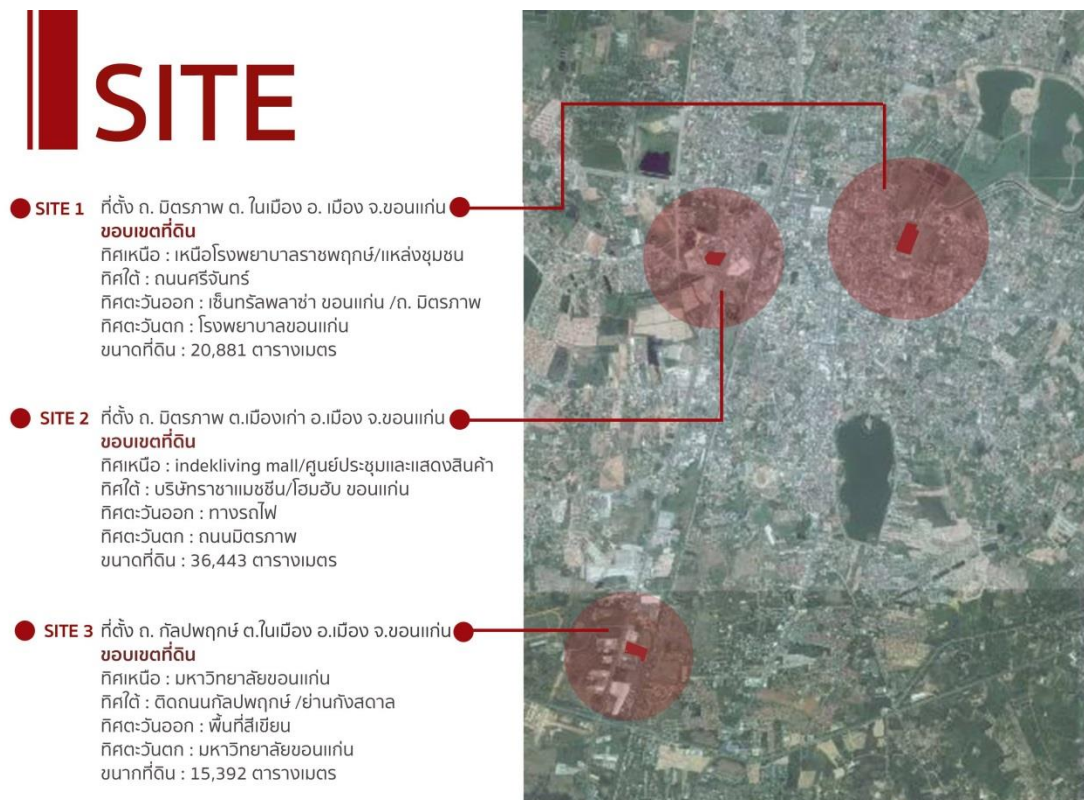 SITE
SITE 1 ที่ตั้ง ถ. มิตรภาพ ต. ในเมือง อ. เมือง จ.ขอนแก่น
ขอบเขตที่ดิน
ทิศเหนือ : เหนือโรงพยาบาลราชพฤกษ์/แหล่งชุมชน
ทิศใต้ : ถนนศรีจันทร์
ทิศตะวันออก : เซ็นทรัลพลาซ่า ขอนแก่น /ถ. มิตรภาพ
ทิศตะวันตก : โรงพยาบาลขอนแก่น
ขนาดที่ดิน : 20,881 ตารางเมตร
SITE 2 ที่ตั้ง ถ. มิตรภาพ ต.เมืองเก่า อ.เมือง จ.ขอนแก่น
ขอบเขตที่ดิน
ทิศเหนือ : indekliving mall/ศูนย์ประชุมและแสดงสินค้า
ทิศใต้ : บริษัทราชาแมชชีน/โฮมฮับ ขอนแก่น
ทิศตะวันออก : ทางรถไฟ
ทิศตะวันตก : ถนนมิตรภาพ
ขนาดที่ดิน : 36,443 ตารางเมตร
SITE 3 ที่ตั้ง ถ. กัลปพฤกษ์ ต.ในเมือง อ.เมือง จ.ขอนแก่น
ขอบเขตที่ดิน
ทิศเหนือ : มหาวิทยาลัยขอนแก่น
ทิศใต้ : ติดถนนกัลปพฤกษ์ /ย่านกังสดาล
ทิศตะวันออก : พื้นที่สีเขียน
ทิศตะวันตก : มหาวิทยาลัยขอนแก่น
ขนากที่ดิน : 15,392 ตารางเมตร